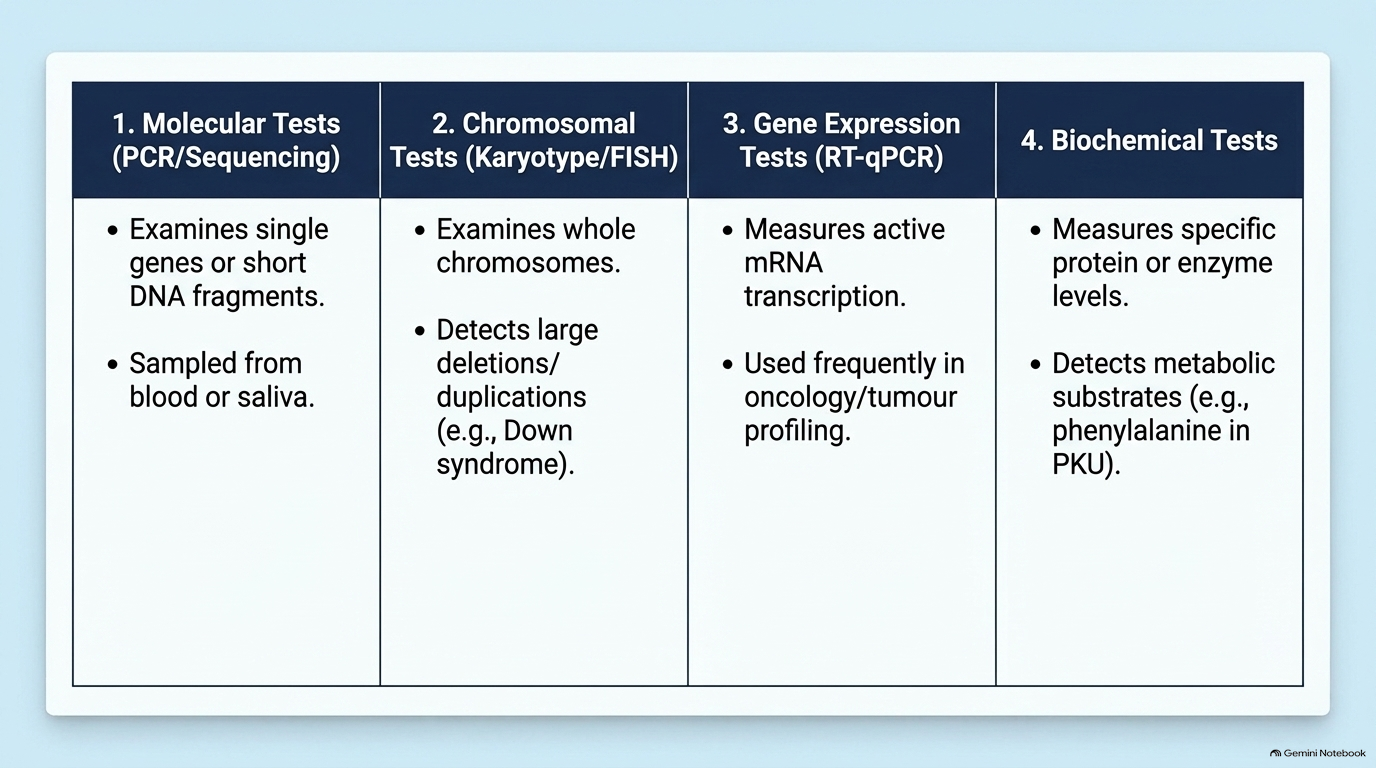 1. Molecular Tests
(PCR/Sequencing)
2. Chromosomal
Tests (Karyotype/FISH)
3. Gene Expression
Tests (RT-qPCR)
4. Biochemical Tests
• Examines single
genes or short
DNA fragments.
• Sampled from
blood or saliva.
• Examines whole
chromosomes.
• Detects large
deletions/
duplications
(e.g., Down
syndrome).
• Measures active
mRNA
transcription.
• Used frequently in
oncology/tumour
profiling.
• Measures specific
protein or enzyme
levels.
• Detects metabolic
substrates (e.g.,
phenylalanine in
PKU).
Gemini Notebook